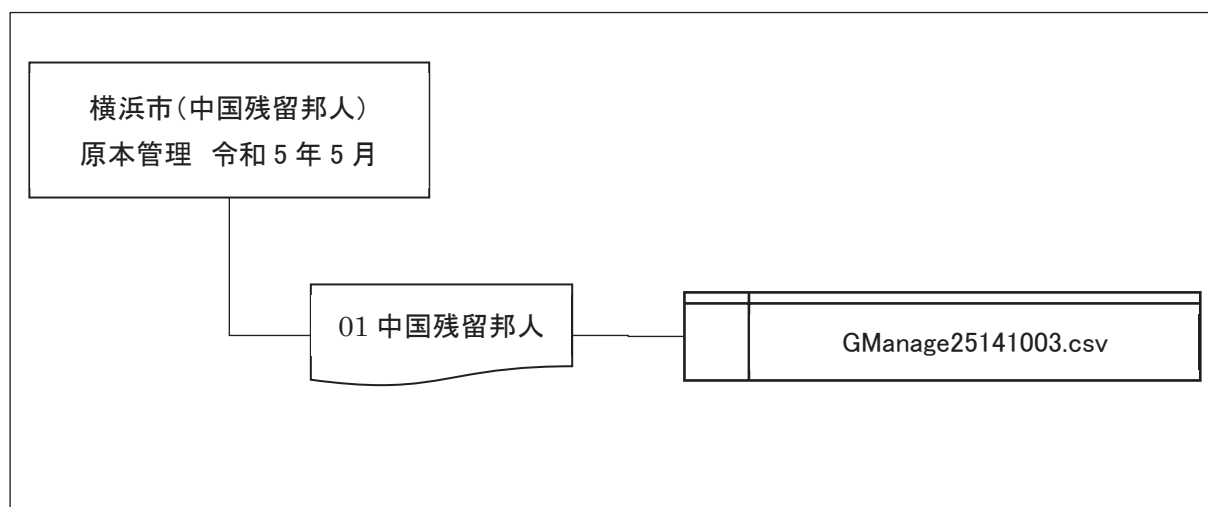 横浜市(中国残留邦人)
原本管理 令和5年5月
01 中国残留邦人
GManage25141003.csv